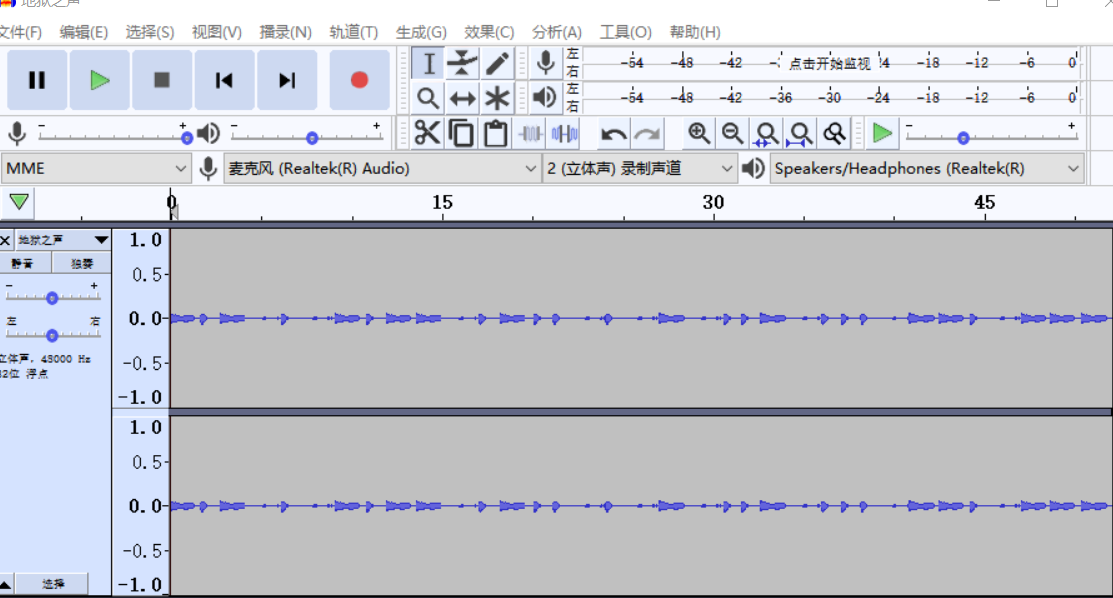 地狱之声
文件(F) 编辑(E) 选择(S) 视图(V) 播录(N) 轨道(T) 生成(G) 效果(C) 分析(A) 工具(O) 帮助(H)
左
右
-54 -48 -42 - 点击开始监视 !4 -18 -12 -6 0
左
右
-54 -48 -42 -36 -30 -24 -18 -12 -6 0
- + - + - +
MME 麦克风 (Realtek(R) Audio) 2 (立体声) 录制声道 Speakers/Headphones (Realtek(R)
0 15 30 45
× 地狱之声
静音 独奏
- +
左 右
立体声, 48000 Hz
32位 浮点
选择
1.0
0.5
0.0
-0.5
-1.0
1.0
0.5
0.0
-0.5
-1.0